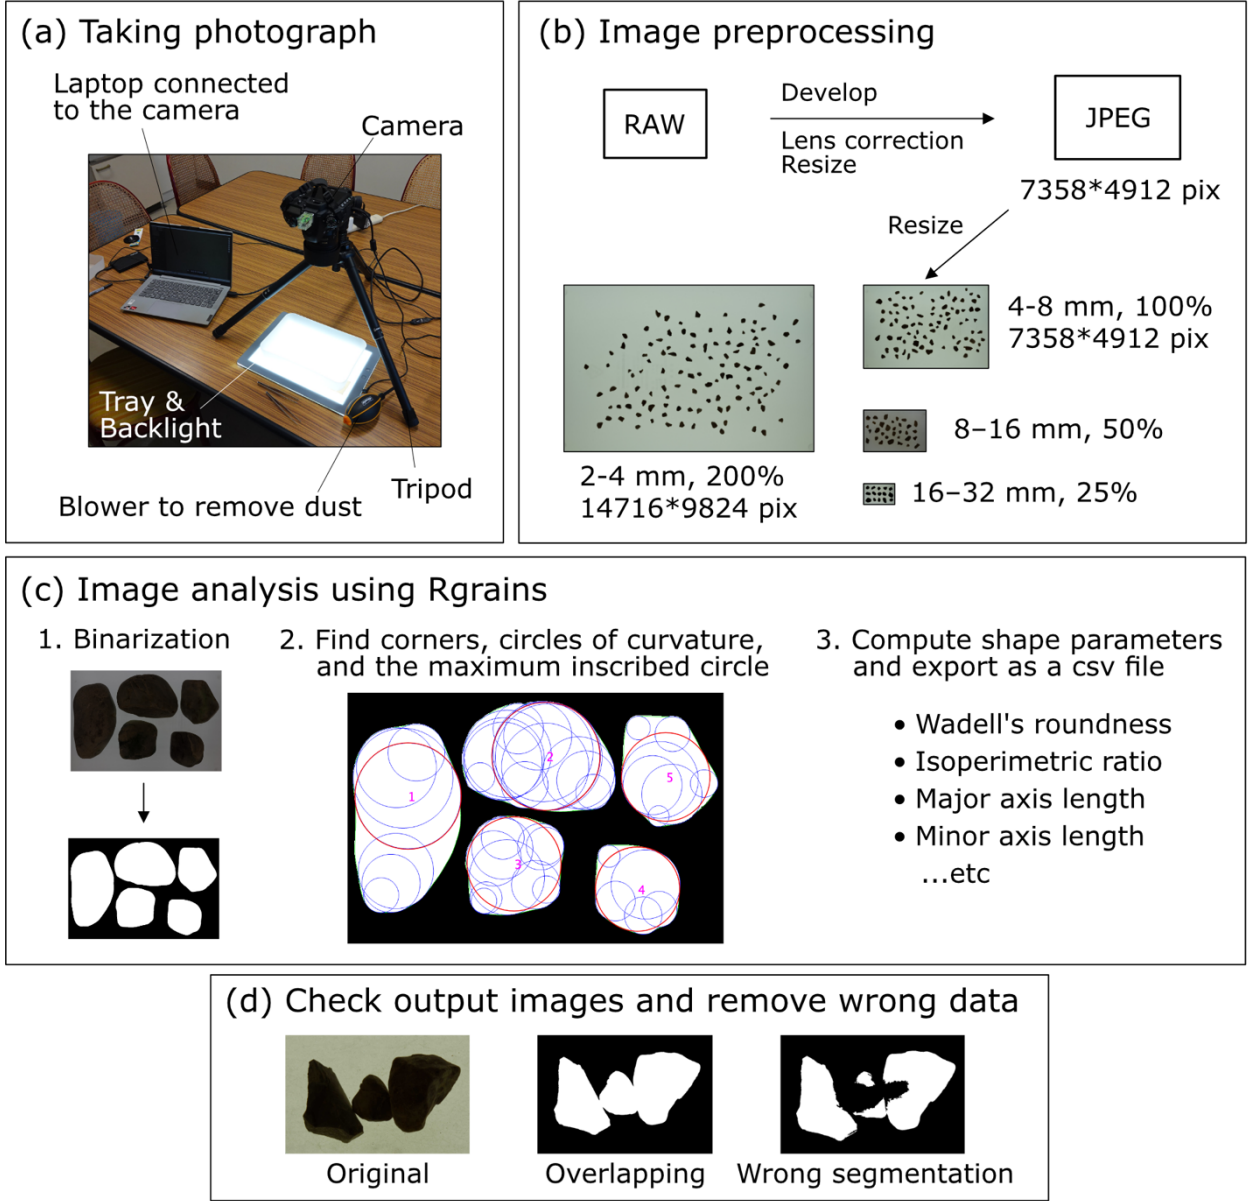 (a) Taking photograph
Laptop connected
to the camera
Camera
Tray &
Backlight
Blower to remove dust
Tripod
(b) Image preprocessing
RAW
Develop
Lens correction
Resize
JPEG
7358*4912 pix
Resize
4-8 mm, 100%
7358*4912 pix
8–16 mm, 50%
16–32 mm, 25%
2-4 mm, 200%
14716*9824 pix
(c) Image analysis using Rgrains
1. Binarization
2. Find corners, circles of curvature,
and the maximum inscribed circle
1
2
3
4
5
3. Compute shape parameters
and export as a csv file
• Wadell's roundness
• Isoperimetric ratio
• Major axis length
• Minor axis length
...etc
(d) Check output images and remove wrong data
Original
Overlapping
Wrong segmentation